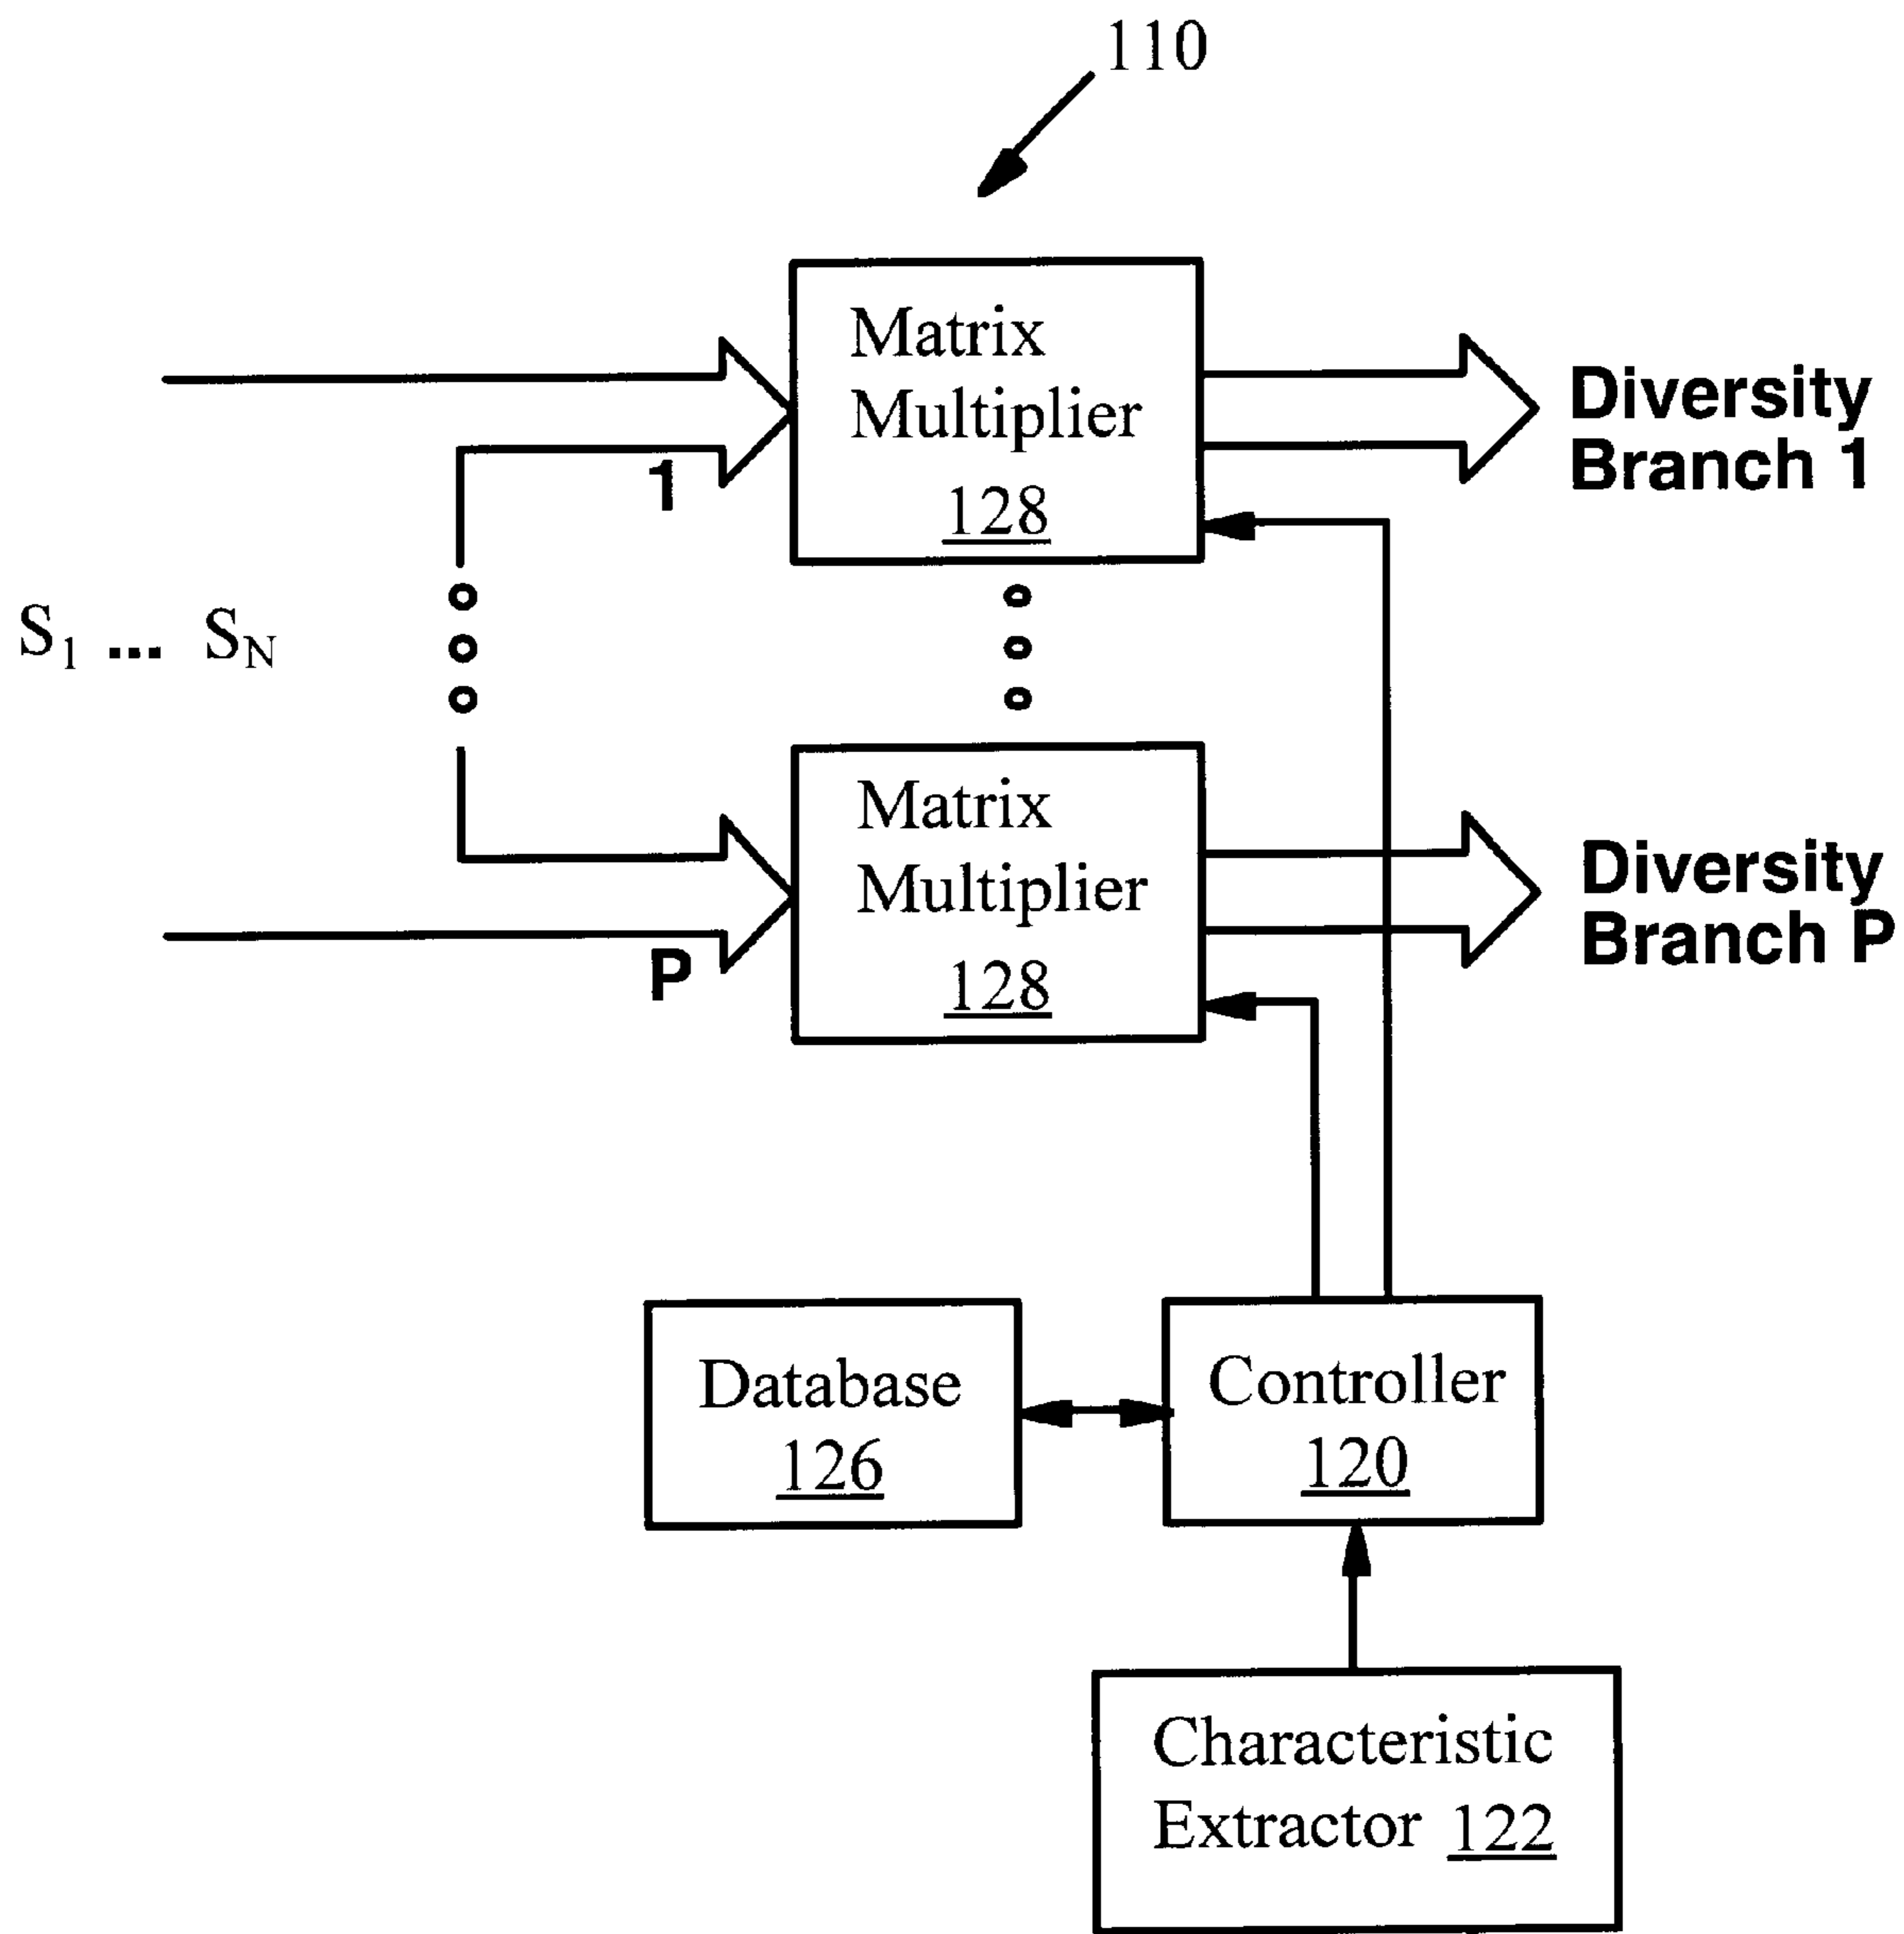 110
Matrix
Multiplier
128
Diversity
Branch 1
1
S1 ... SN
Matrix
Multiplier
128
Diversity
Branch P
P
Database
126
Controller
120
Characteristic
Extractor 122